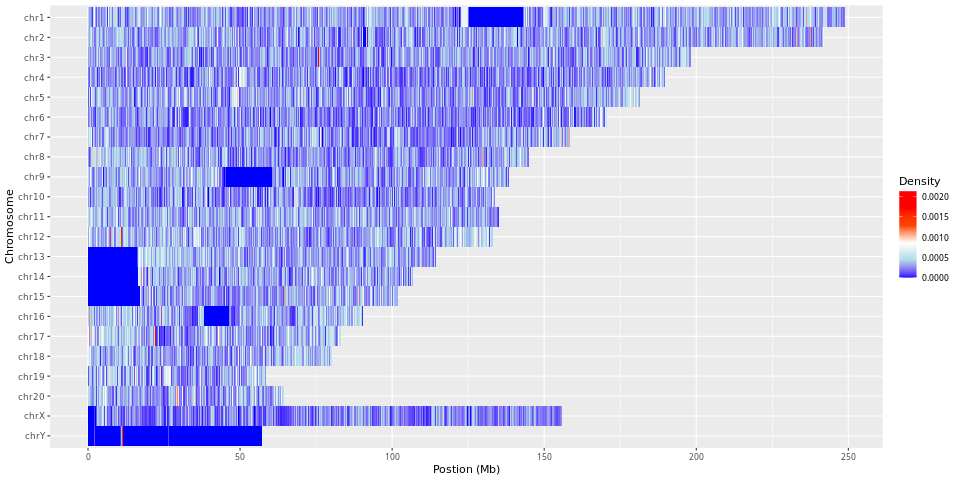 chr1
chr2
chr3
chr4
chr5
chr6
chr7
chr8
chr9
chr10
chr11
chr12
chr13
chr14
chr15
chr16
chr17
chr18
chr19
chr20
chrX
chrY
Chromosome
0 50 100 150 200 250
Postion (Mb)
Density
0.0020
0.0015
0.0010
0.0005
0.0000